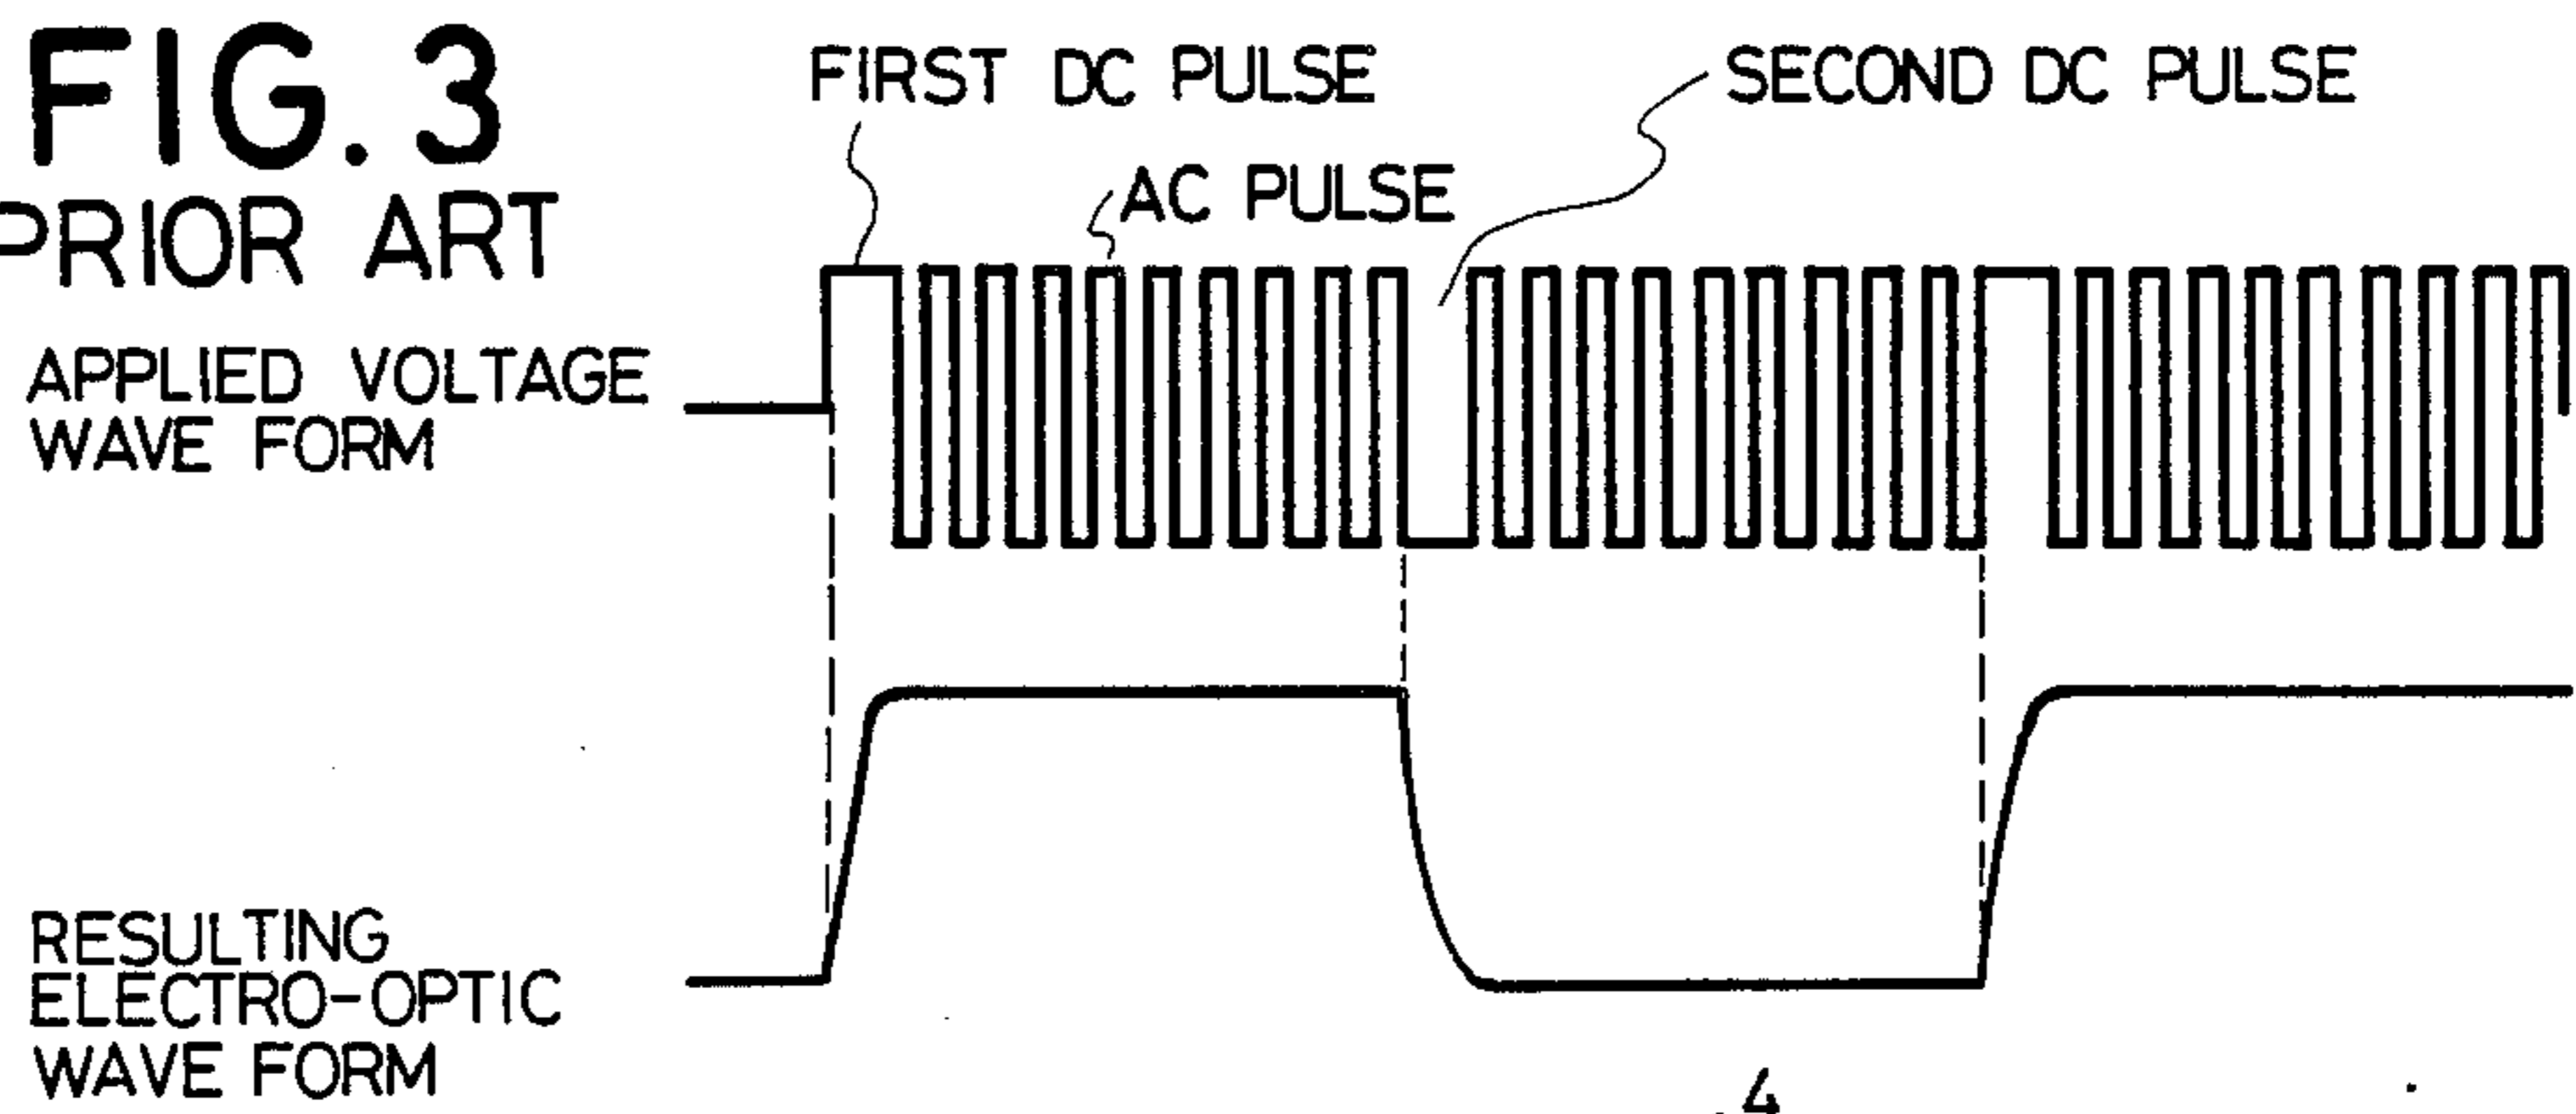 FIG. 3
PRIOR ART
FIRST DC PULSE
SECOND DC PULSE
AC PULSE
APPLIED VOLTAGE
WAVE FORM
RESULTING
ELECTRO-OPTIC
WAVE FORM
. 4